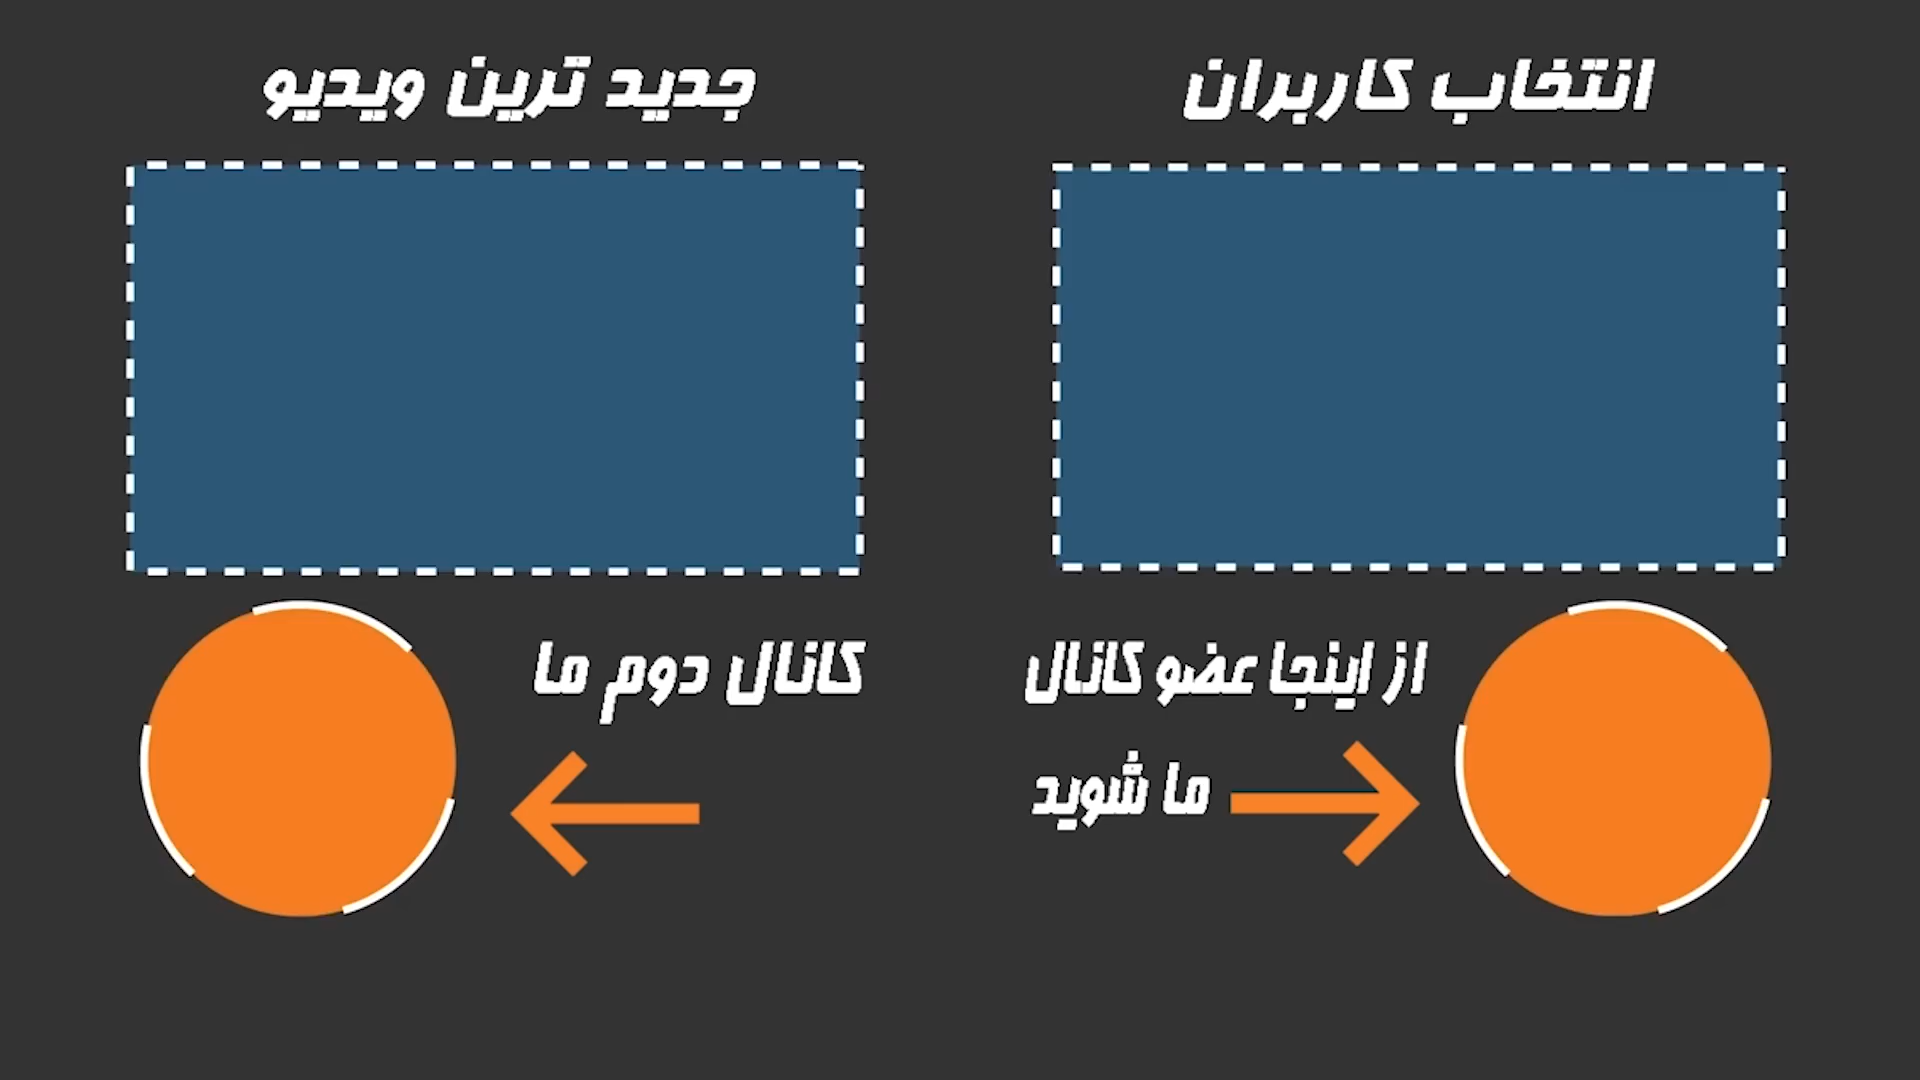 انتخاب کاربران
جدید ترین ویدیو
از اینجا عضو کانال
ما شوید
کانال دوم ما